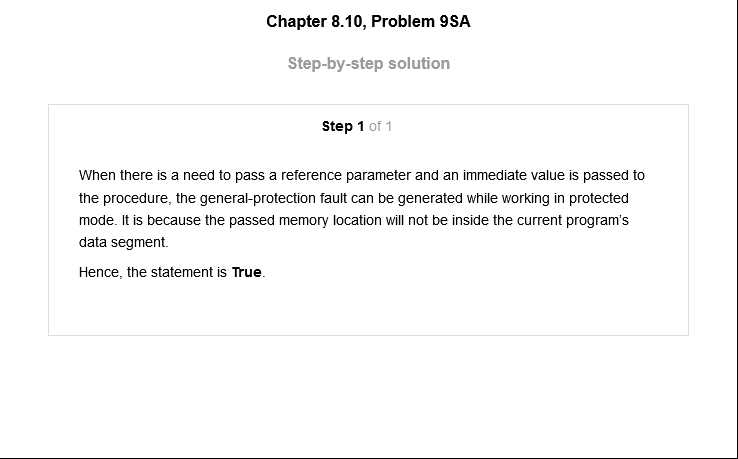 Chapter 8.10, Problem 9SA
Step-by-step solution
Step 1 of 1
When there is a need to pass a reference parameter and an immediate value is passed to
the procedure, the general-protection fault can be generated while working in protected
mode. It is because the passed memory location will not be inside the current program's
data segment.
Hence, the statement is True.